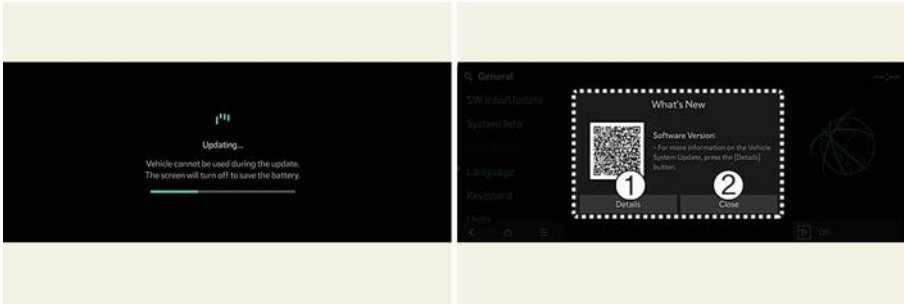 Updating...
Vehicle cannot be used during the update.
The screen will turn off to save the battery.
General
--:--
SW Info/Update
System Info
Language
Keyboard
Units
What's New
Software Version:
- For more information on the Vehicle
System Update, press the [Details]
button.
1
2
Details
Close
Off